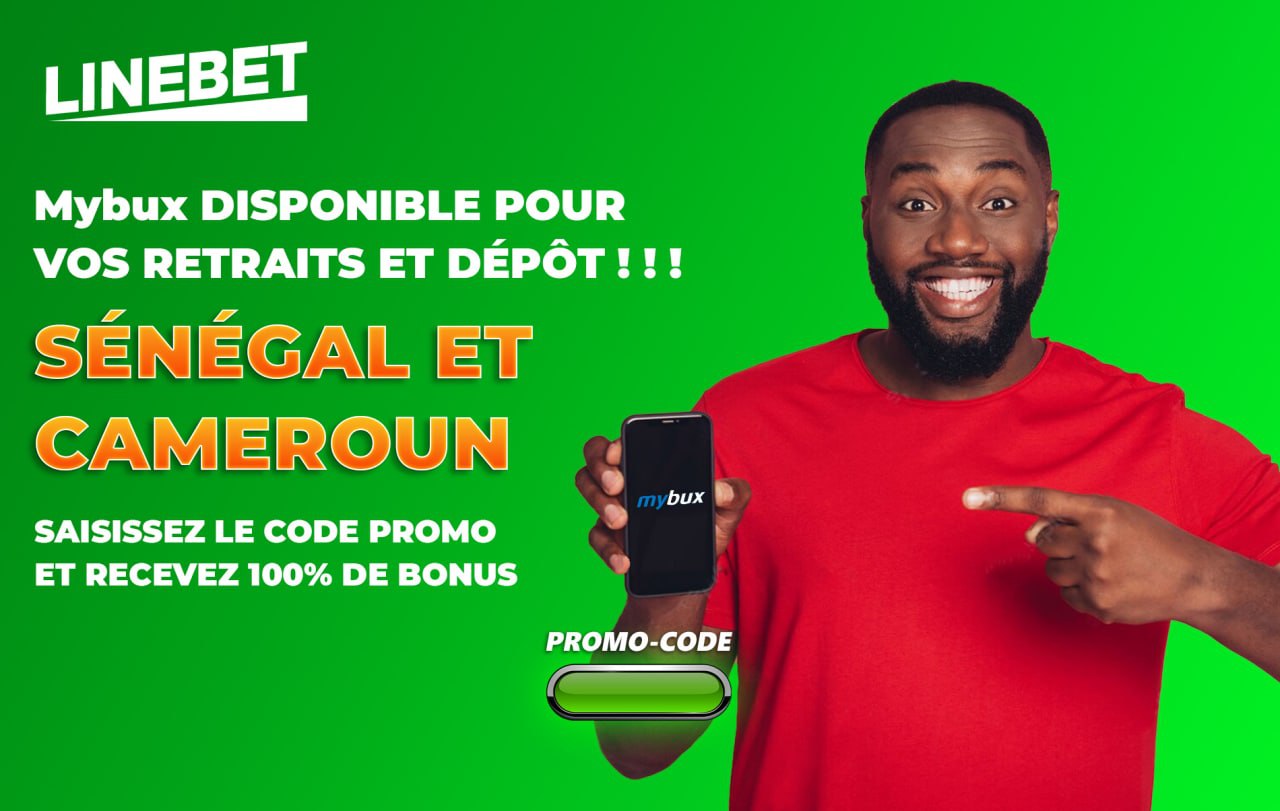 LINEBET
Mybux DISPONIBLE POUR
VOS RETRAITS ET DÉPÔT ! ! !
SÉNÉGAL ET
CAMEROUN
SAISISSEZ LE CODE PROMO
ET RECEVEZ 100% DE BONUS
mybux
PROMO-CODE